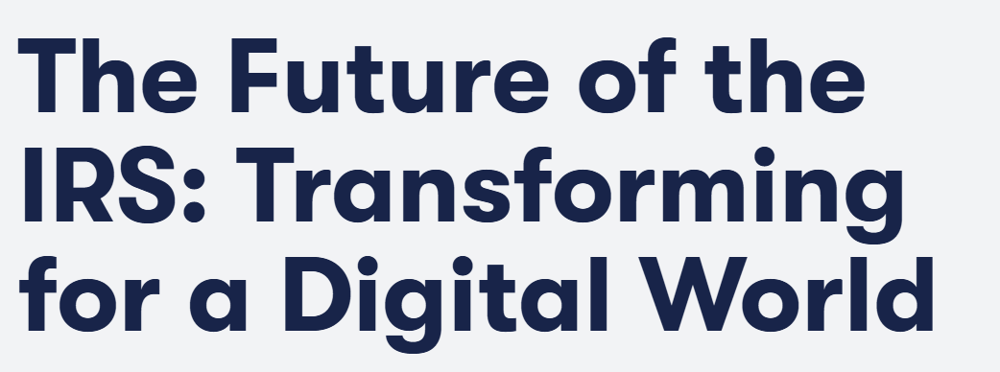 The Future of the
IRS: Transforming
for a Digital World